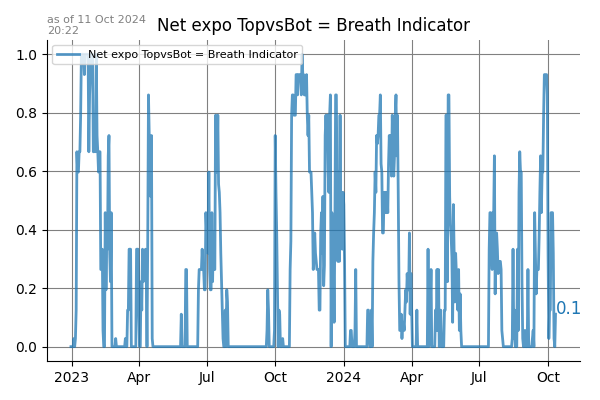 as of 11 Oct 2024
20:22
Net expo TopvsBot = Breath Indicator
Net expo TopvsBot = Breath Indicator
1.0
0.8
0.6
0.4
0.2
0.0
0.1
2023 Apr Jul Oct 2024 Apr Jul Oct